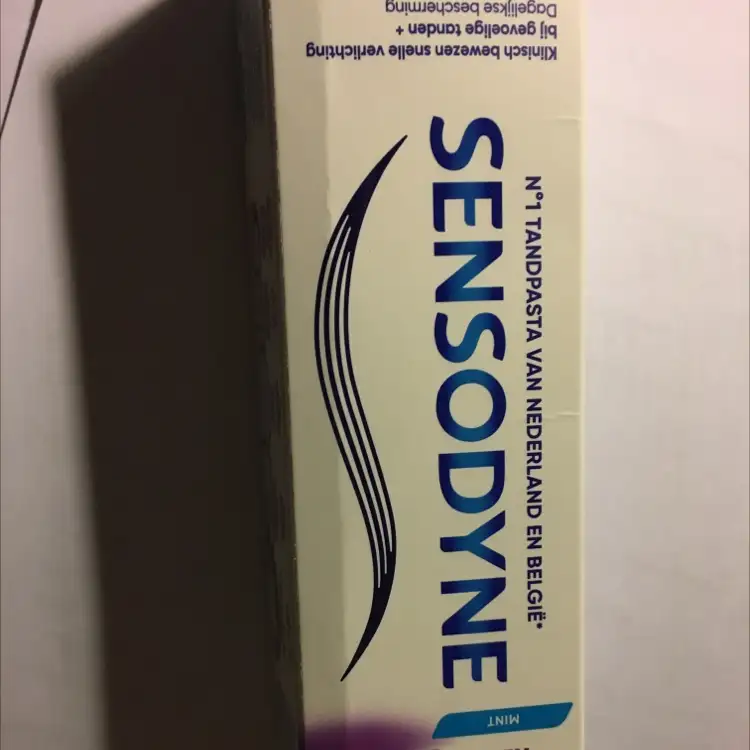 N°1 TANDPASTA VAN NEDERLAND EN BELGIË*
SENSODYNE
Klinisch bewezen snelle verlichting
bij gevoelige tanden +
Dagelijkse bescherming
MINT